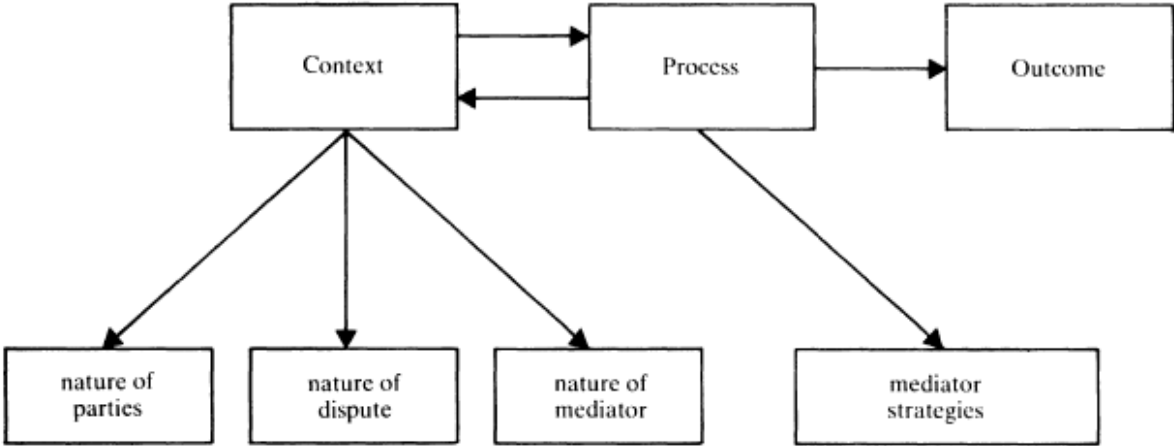 Context
Process
Outcome
nature of
parties
nature of
dispute
nature of
mediator
mediator
strategies